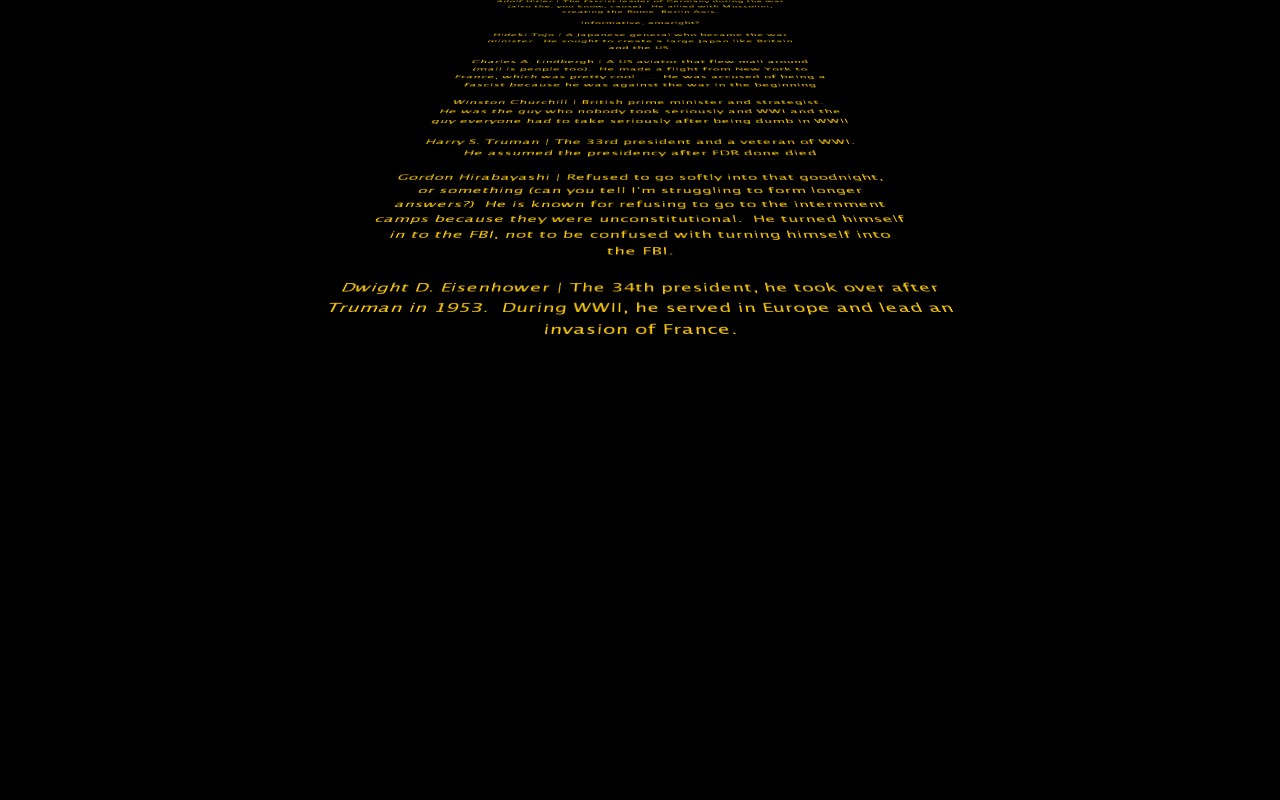 Adolf Hitler | The fascist leader of Germany during the war
(also the, you know, cause). He allied with Mussolini,
creating the Rome-Berlin Axis.
Informative, amaright?
Hideki Tojo | A Japanese general who became the war
minister. He sought to create a large Japan like Britain
and the US
Charles A. Lindbergh | A US aviator that flew mail around
(mail is people too). He made a flight from New York to
France, which was pretty cool He was accused of being a
fascist because he was against the war in the beginning
Winston Churchill | British prime minister and strategist.
He was the guy who nobody took seriously and WWI and the
guy everyone had to take seriously after being dumb in WWII
Harry S. Truman | The 33rd president and a veteran of WWI.
He assumed the presidency after FDR done died
Gordon Hirabayashi | Refused to go softly into that goodnight,
or something (can you tell I'm struggling to form longer
answers?) He is known for refusing to go to the internment
camps because they were unconstitutional. He turned himself
in to the FBI, not to be confused with turning himself into
the FBI.
Dwight D. Eisenhower | The 34th president, he took over after
Truman in 1953. During WWII, he served in Europe and lead an
invasion of France.